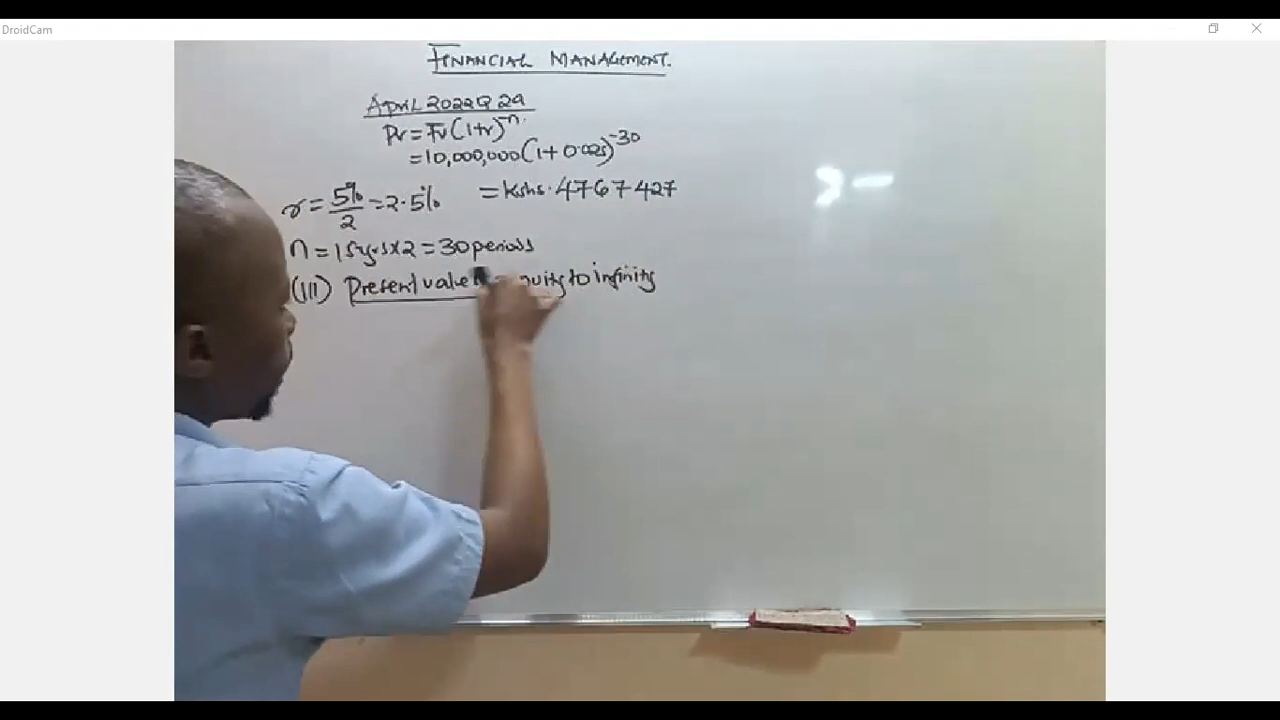 DroidCam
FINANCIAL MANAGEMENT.
April 2022 Q 2a
Pv = Fv(1+r)^-n.
= 10,000,000(1+0.025)^-30
r = 5%/2 = 2.5% = Kshs. 4767427
n = 15yrs x 2 = 30 periods
(III) Present value to infinity